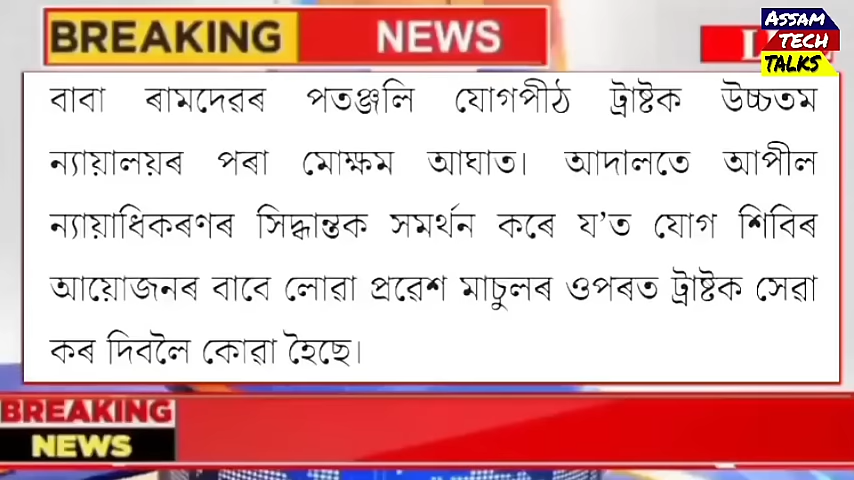 BREAKING NEWS
ASSAM
TECH
TALKS
বাবা ৰামদেৱৰ পতঞ্জলি যোগপীঠ ট্ৰাষ্টক উচ্চতম
ন্যায়ালয়ৰ পৰা মোক্ষম আঘাত। আদালতে আপীল
ন্যায়াধিকৰণৰ সিদ্ধান্তক সমৰ্থন কৰে য’ত যোগ শিবিৰ
আয়োজনৰ বাবে লোৱা প্ৰৱেশ মাচুলৰ ওপৰত ট্ৰাষ্টক সেৱা
কৰ দিবলৈ কোৱা হৈছে।
BREAKING
NEWS